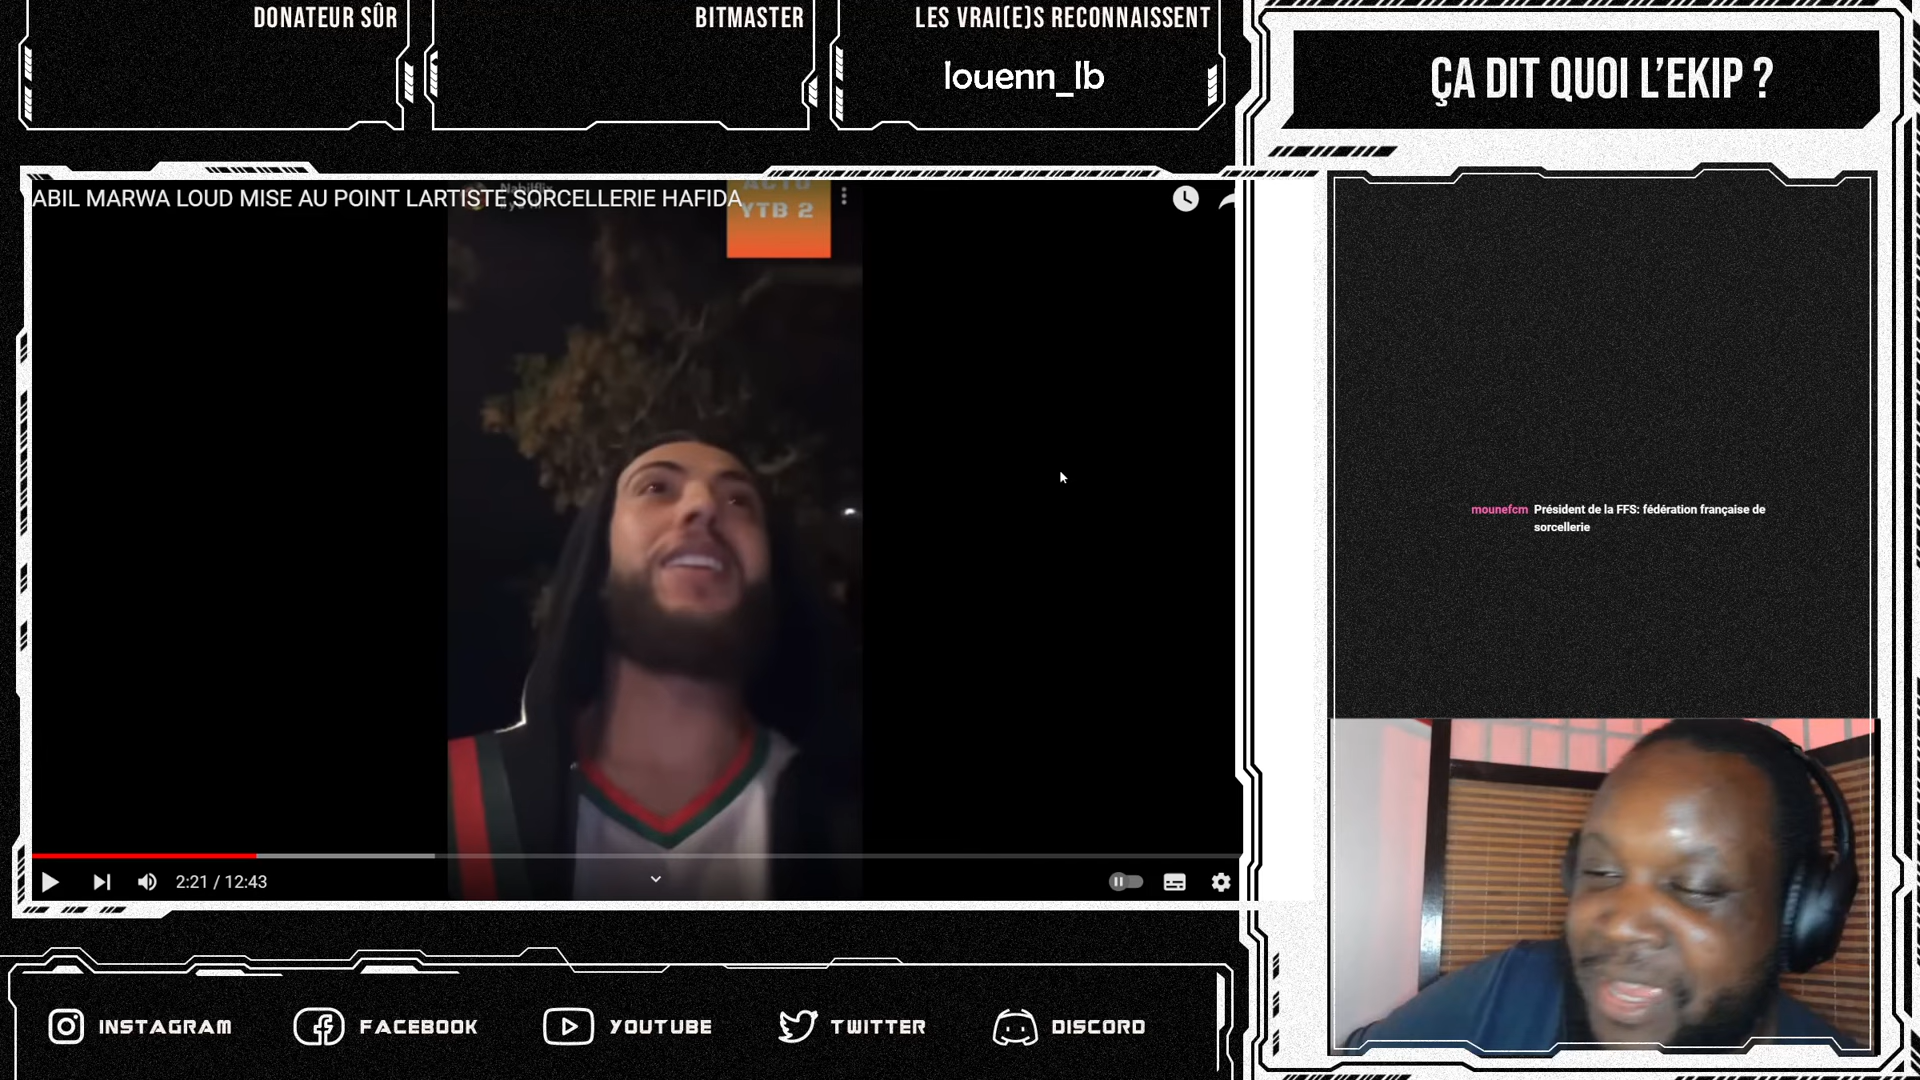 DONATEUR SÛR
BITMASTER
LES VRAI(E)S RECONNAISSENT
louenn_lb
ÇA DIT QUOI L’EKIP ?
ABIL MARWA LOUD MISE AU POINT LARTISTE SORCELLERIE HAFIDA
ACTU
YTB 2
mounefcm Président de la FFS: fédération française de
sorcellerie
2:21 / 12:43
INSTAGRAM
FACEBOOK
YOUTUBE
TWITTER
DISCORD